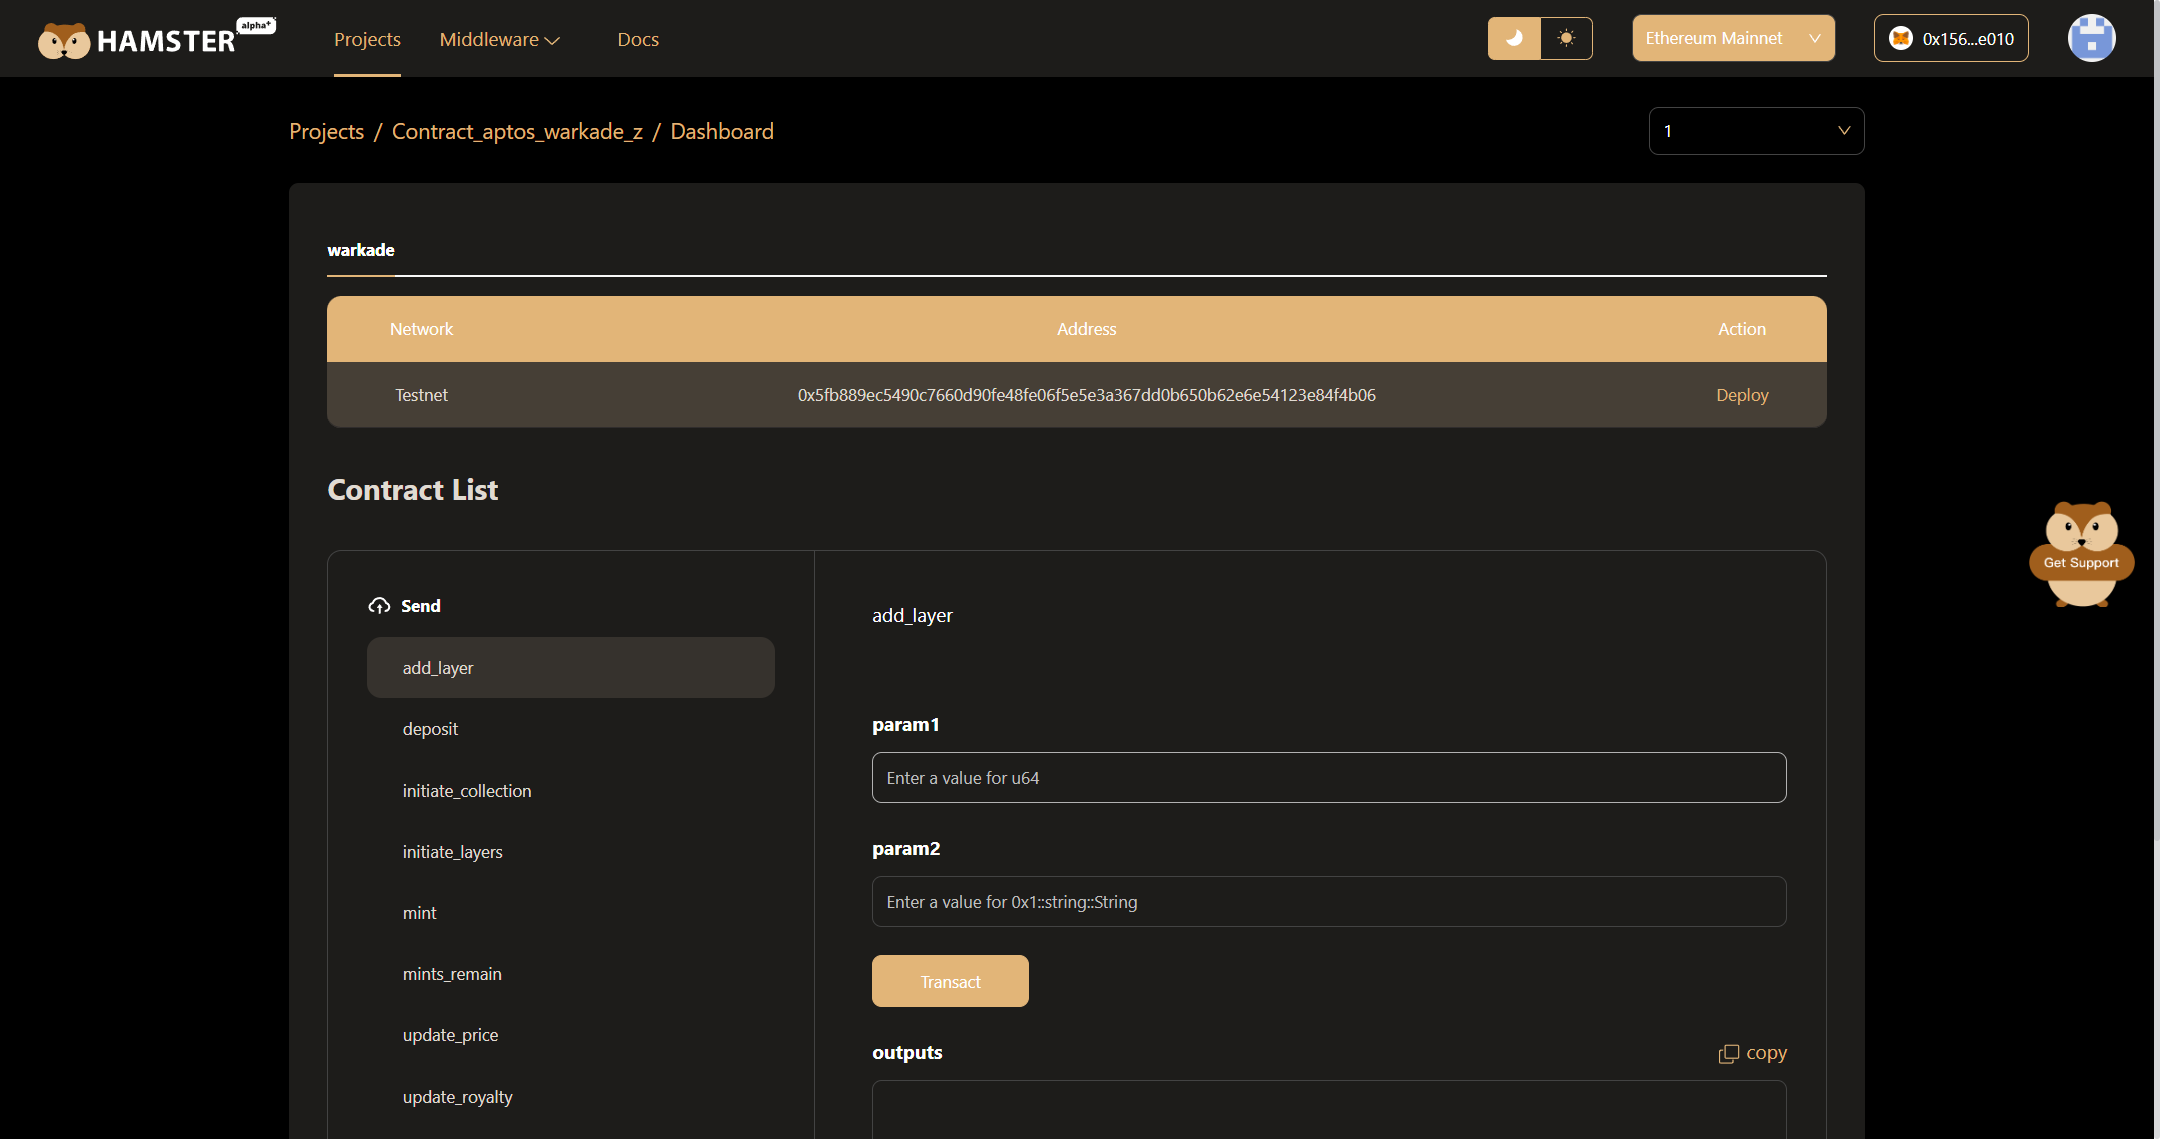 HAMSTER alpha+
Projects
Middleware
Docs
Ethereum Mainnet
0x156...e010
Projects / Contract_aptos_warkade_z / Dashboard
1
warkade
Network Address Action
Testnet 0x5fb889ec5490c7660d90fe48fe06f5e5e3a367dd0b650b62e6e54123e84f4b06 Deploy
Contract List
Send
add_layer
deposit
initiate_collection
initiate_layers
mint
mints_remain
update_price
update_royalty
add_layer
param1
Enter a value for u64
param2
Enter a value for 0x1::string::String
Transact
outputs
copy
Get Support